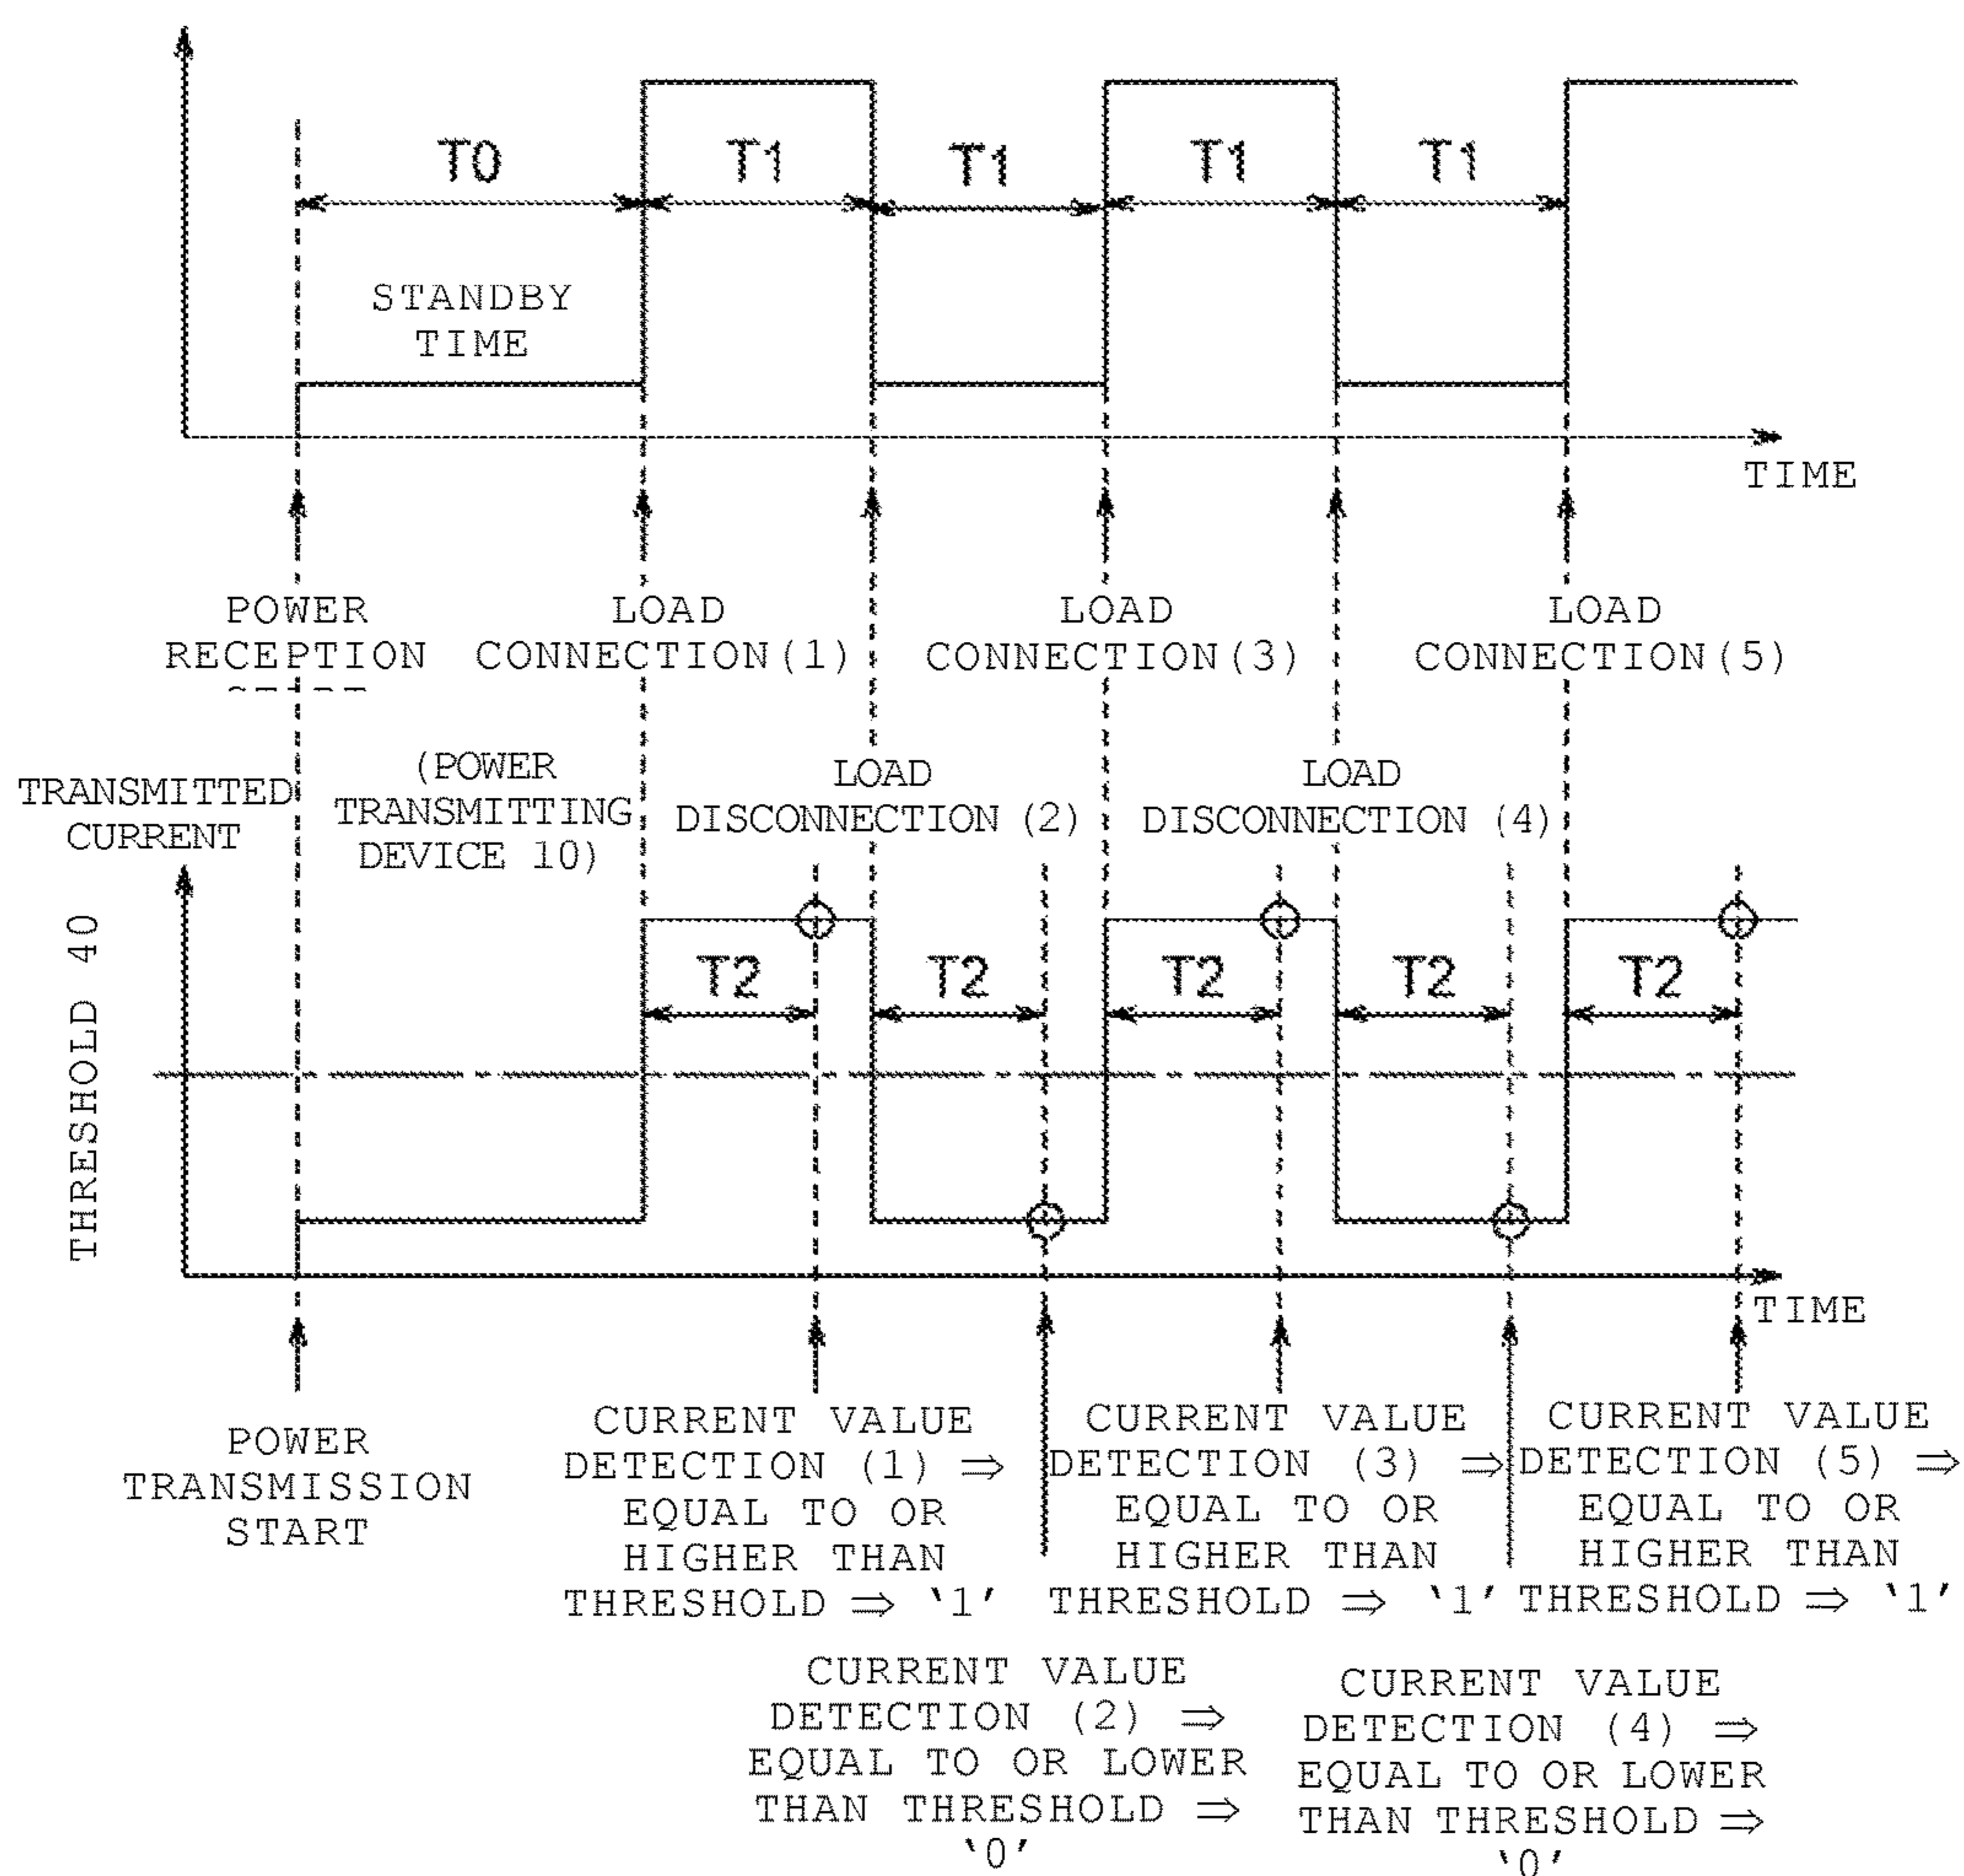 T0
T1
T1
T1
T1
STANDBY
TIME
TIME
POWER
RECEPTION
LOAD
CONNECTION(1)
LOAD
CONNECTION(3)
LOAD
CONNECTION(5)
TRANSMITTED
CURRENT
(POWER
TRANSMITTING
DEVICE 10)
LOAD
DISCONNECTION (2)
LOAD
DISCONNECTION (4)
THRESHOLD 40
T2
T2
T2
T2
T2
TIME
POWER
TRANSMISSION
START
CURRENT VALUE
DETECTION (1) ⇒
EQUAL TO OR
HIGHER THAN
THRESHOLD ⇒ ‘1’
CURRENT VALUE
DETECTION (3) ⇒
EQUAL TO OR
HIGHER THAN
THRESHOLD ⇒ ‘1’
CURRENT VALUE
DETECTION (5) ⇒
EQUAL TO OR
HIGHER THAN
THRESHOLD ⇒ ‘1’
CURRENT VALUE
DETECTION (2) ⇒
EQUAL TO OR LOWER
THAN THRESHOLD ⇒
‘0’
CURRENT VALUE
DETECTION (4) ⇒
EQUAL TO OR LOWER
THAN THRESHOLD ⇒
‘0’